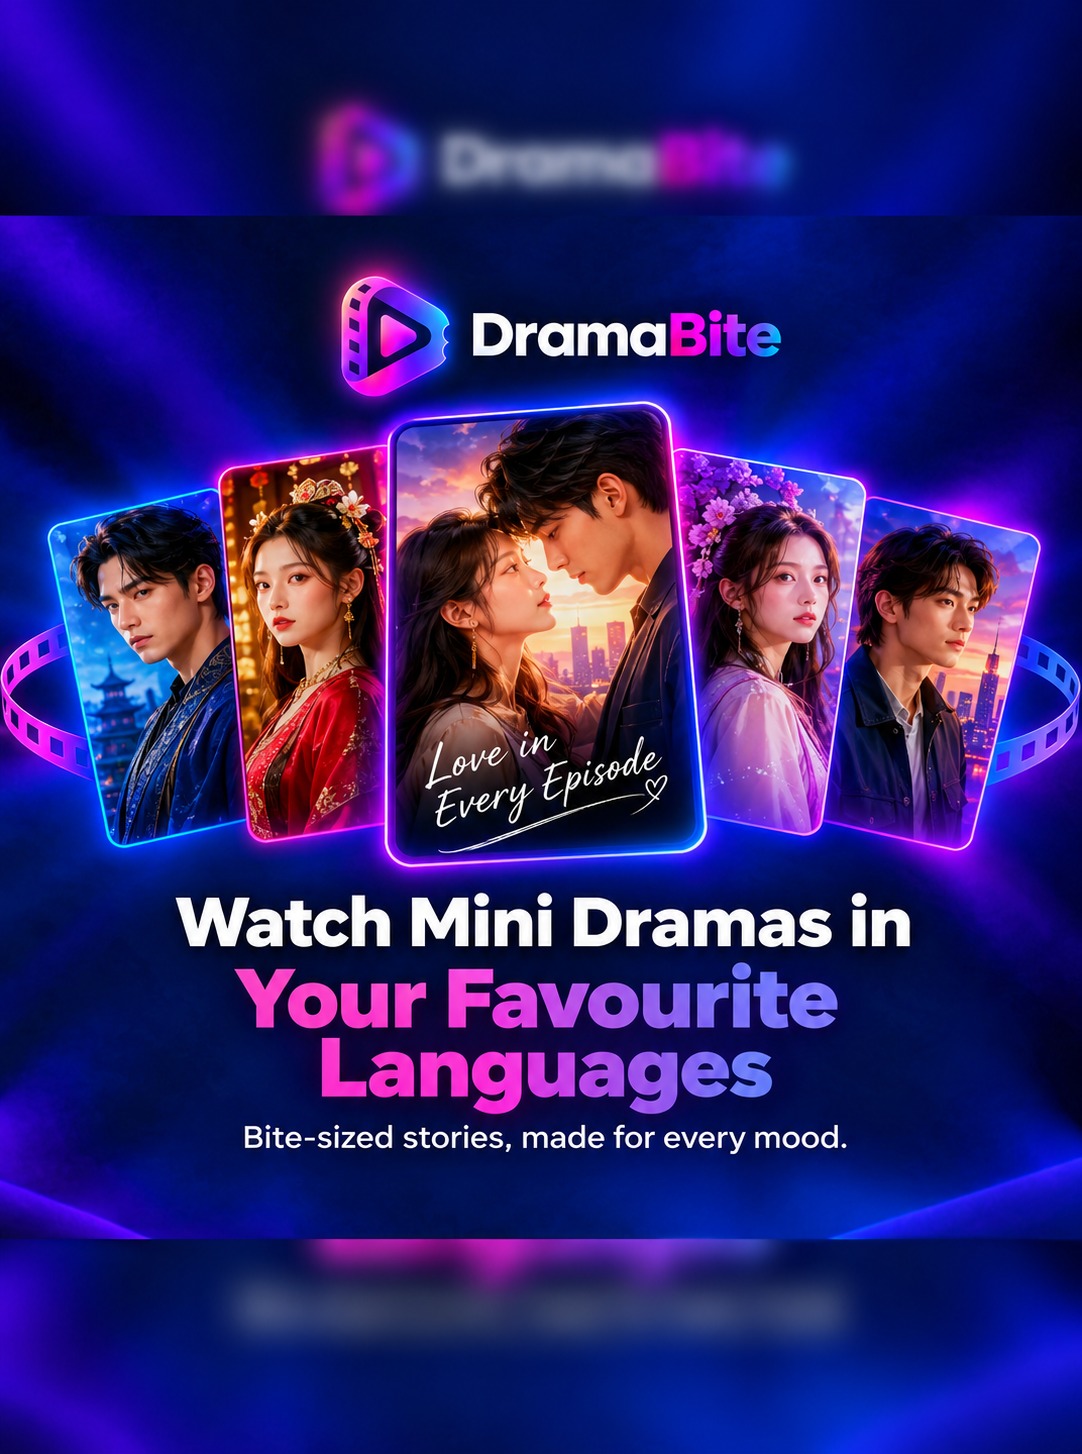 DramaBite
DramaBite
Love in
Every Episode
Watch Mini Dramas in
Your Favourite
Languages
Bite-sized stories, made for every mood.